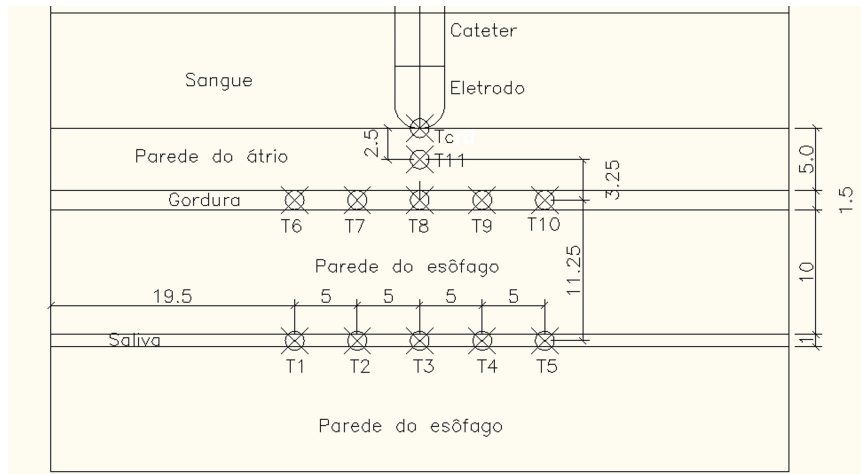 Cateter
Sangue
Eletrodo
Tc
2.5
Parede do átrio
T11
5.0
3.25
1.5
Gordura
T6 T7 T8 T9 T10
Parede do esôfago
11.25
10
19.5 5 5 5 5
Saliva
1
T1 T2 T3 T4 T5
Parede do esôfago